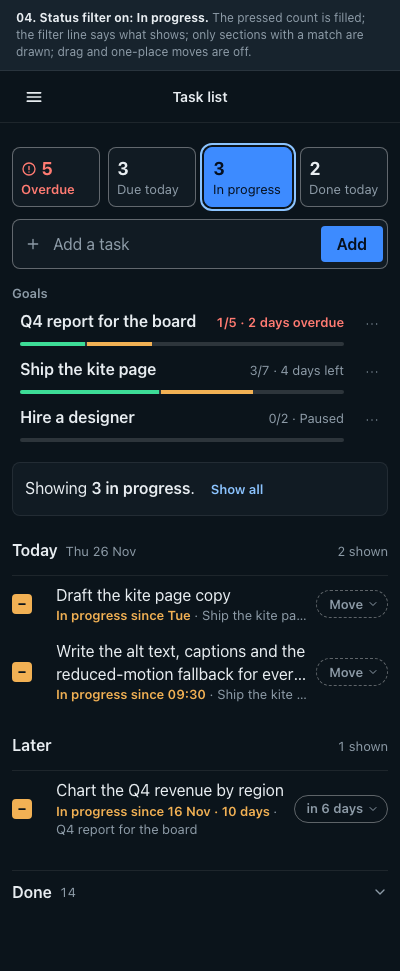 04. Status filter on: In progress. The pressed count is filled;
the filter line says what shows; only sections with a match are
drawn; drag and one-place moves are off.
Task list
5
Overdue
3
Due today
3
In progress
2
Done today
+ Add a task
Add
Goals
Q4 report for the board 1/5 · 2 days overdue ...
Ship the kite page 3/7 · 4 days left ...
Hire a designer 0/2 · Paused ...
Showing 3 in progress. Show all
Today Thu 26 Nov 2 shown
Draft the kite page copy
In progress since Tue · Ship the kite pa...
Move
Write the alt text, captions and the
reduced-motion fallback for ever...
In progress since 09:30 · Ship the kite ...
Move
Later 1 shown
Chart the Q4 revenue by region
In progress since 16 Nov · 10 days ·
Q4 report for the board
in 6 days
Done 14